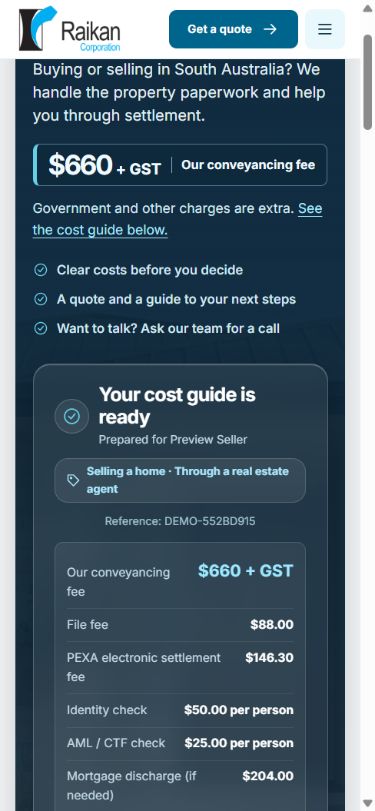 Raikan
Corporation
Get a quote
Buying or selling in South Australia? We
handle the property paperwork and help
you through settlement.
$660 + GST
Our conveyancing fee
Government and other charges are extra. See
the cost guide below.
Clear costs before you decide
A quote and a guide to your next steps
Want to talk? Ask our team for a call
Your cost guide is
ready
Prepared for Preview Seller
Selling a home · Through a real estate
agent
Reference: DEMO-552BD915
Our conveyancing
fee
$660 + GST
File fee
$88.00
PEXA electronic settlement
fee
$146.30
Identity check
$50.00 per person
AML / CTF check
$25.00 per person
Mortgage discharge (if
needed)
$204.00